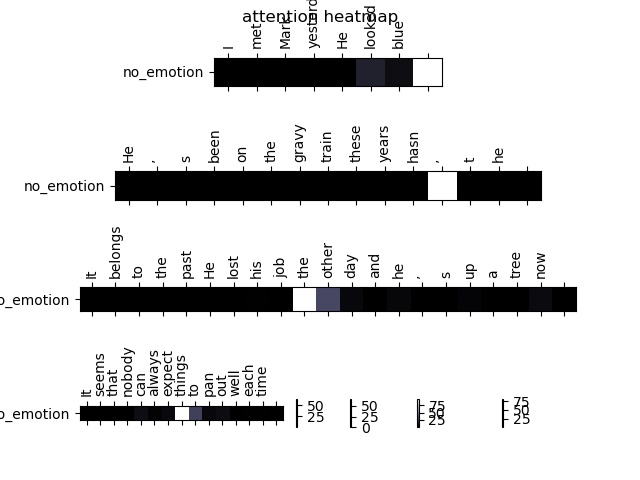 attention heatmap
I met Mark yesterday He looked blue
no_emotion
He ' s been on the gravy train these years hasn ' t he
no_emotion
It belongs to the past He lost his job the other day and he ' s up a tree now
no_emotion
It seems that nobody can always expect things to pan out well each time
no_emotion
50 25
50 25 0
75 50 25
75 50 25